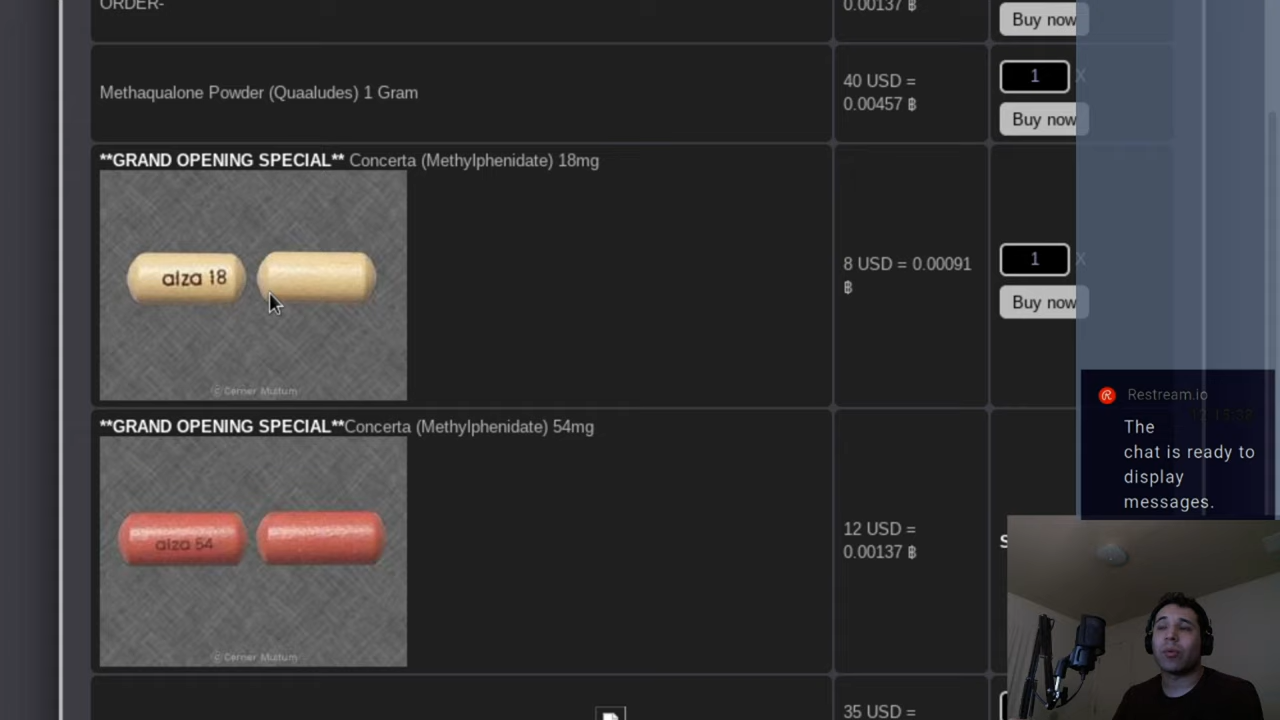 ORDER-
0.00137 ฿
Buy now
Methaqualone Powder (Quaaludes) 1 Gram
40 USD =
0.00457 ฿
1 X
Buy now
**GRAND OPENING SPECIAL** Concerta (Methylphenidate) 18mg
alza 18
© Cerner Multum
8 USD = 0.00091
฿
1 X
Buy now
**GRAND OPENING SPECIAL**Concerta (Methylphenidate) 54mg
alza 54
© Cerner Multum
12 USD =
0.00137 ฿
S
35 USD =
Restream.io
The
chat is ready to
display
messages.